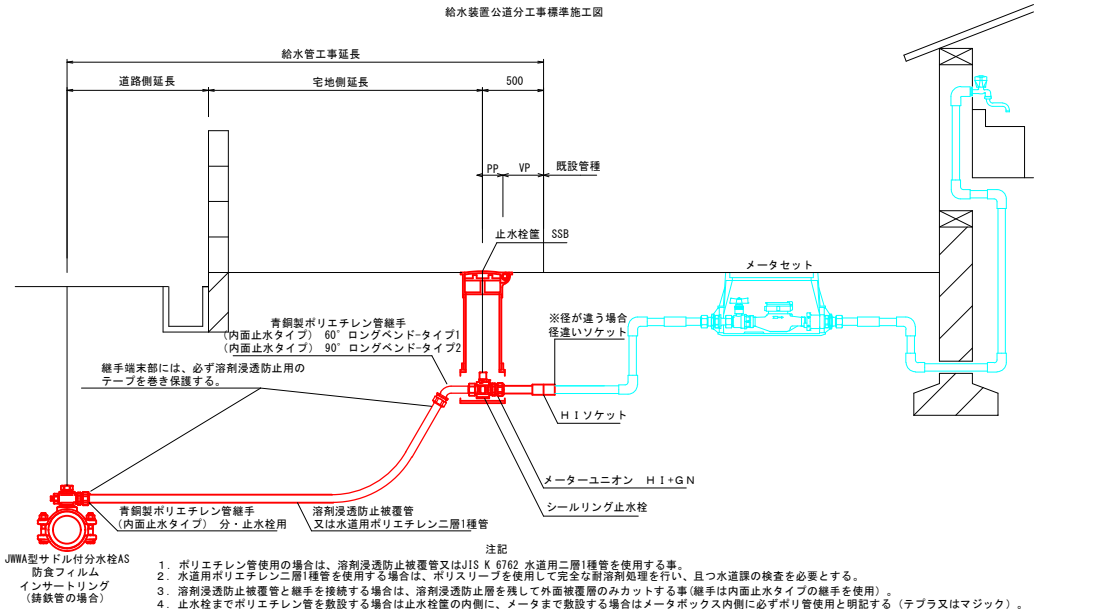 給水装置公道分工事標準施工図
給水管工事延長
道路側延長
宅地側延長
500
PP
VP
既設管種
止水栓筐 SSB
メータセット
青銅製ポリエチレン管継手
(内面止水タイプ) 60°ロングベンド-タイプ1
(内面止水タイプ) 90°ロングベンド-タイプ2
※径が違う場合
径違いソケット
継手端末部には、必ず溶剤浸透防止用の
テープを巻き保護する。
HIソケット
メーターユニオン HI+GN
シールリング止水栓
青銅製ポリエチレン管継手
(内面止水タイプ) 分・止水栓用
溶剤浸透防止被覆管
又は水道用ポリエチレン二層1種管
JWWA型サドル付分水栓AS
防食フィルム
インサートリング
(鋳鉄管の場合)
注記
1. ポリエチレン管使用の場合は、溶剤浸透防止被覆管又はJIS K 6762 水道用二層1種管を使用する事。
2. 水道用ポリエチレン二層1種管を使用する場合は、ポリスリーブを使用して完全な耐溶剤処理を行い、且つ水道課の検査を必要とする。
3. 溶剤浸透防止被覆管と継手を接続する場合は、溶剤浸透防止層を残して外面被覆層のみカットする事(継手は内面止水タイプの継手を使用)。
4. 止水栓までポリエチレン管を敷設する場合は止水栓筐の内側に、メータまで敷設する場合はメータボックス内側に必ずポリ管使用と明記する(テプラ又はマジック)。